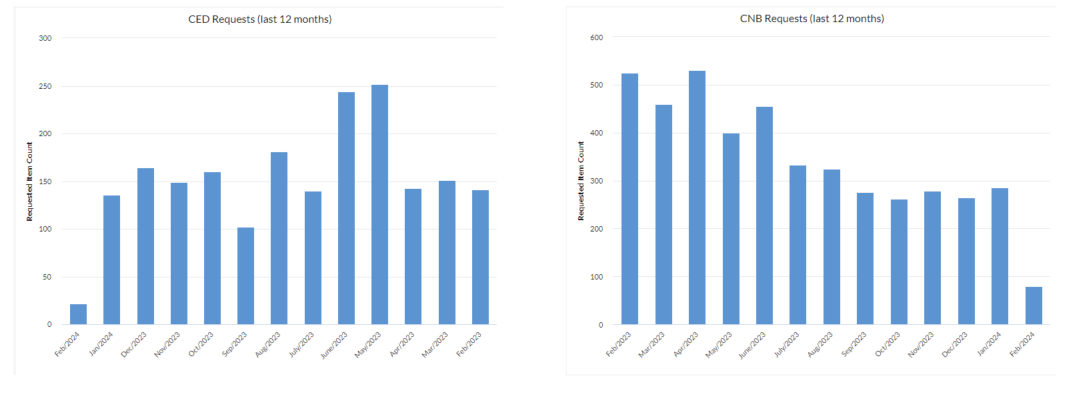 CED Requests (last 12 months)
300
250
200
150
100
50
0
Requested Item Count
Feb/2024
Jan/2024
Dec/2023
Nov/2023
Oct/2023
Sep/2023
Aug/2023
July/2023
June/2023
May/2023
Apr/2023
Mar/2023
Feb/2023
CNB Requests (last 12 months)
600
500
400
300
200
100
0
Requested Item Count
Feb/2023
Mar/2023
Apr/2023
May/2023
June/2023
July/2023
Aug/2023
Sep/2023
Oct/2023
Nov/2023
Dec/2023
Jan/2024
Feb/2024